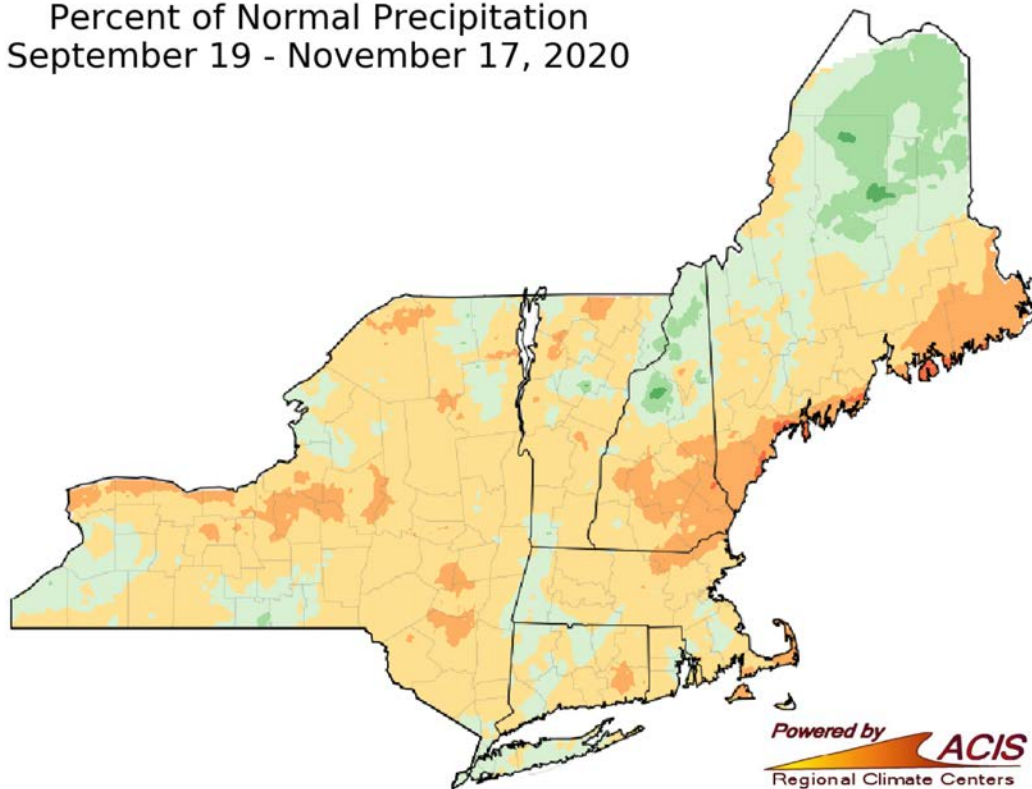 Percent of Normal Precipitation
September 19 - November 17, 2020
Powered by
ACIS
Regional Climate Centers